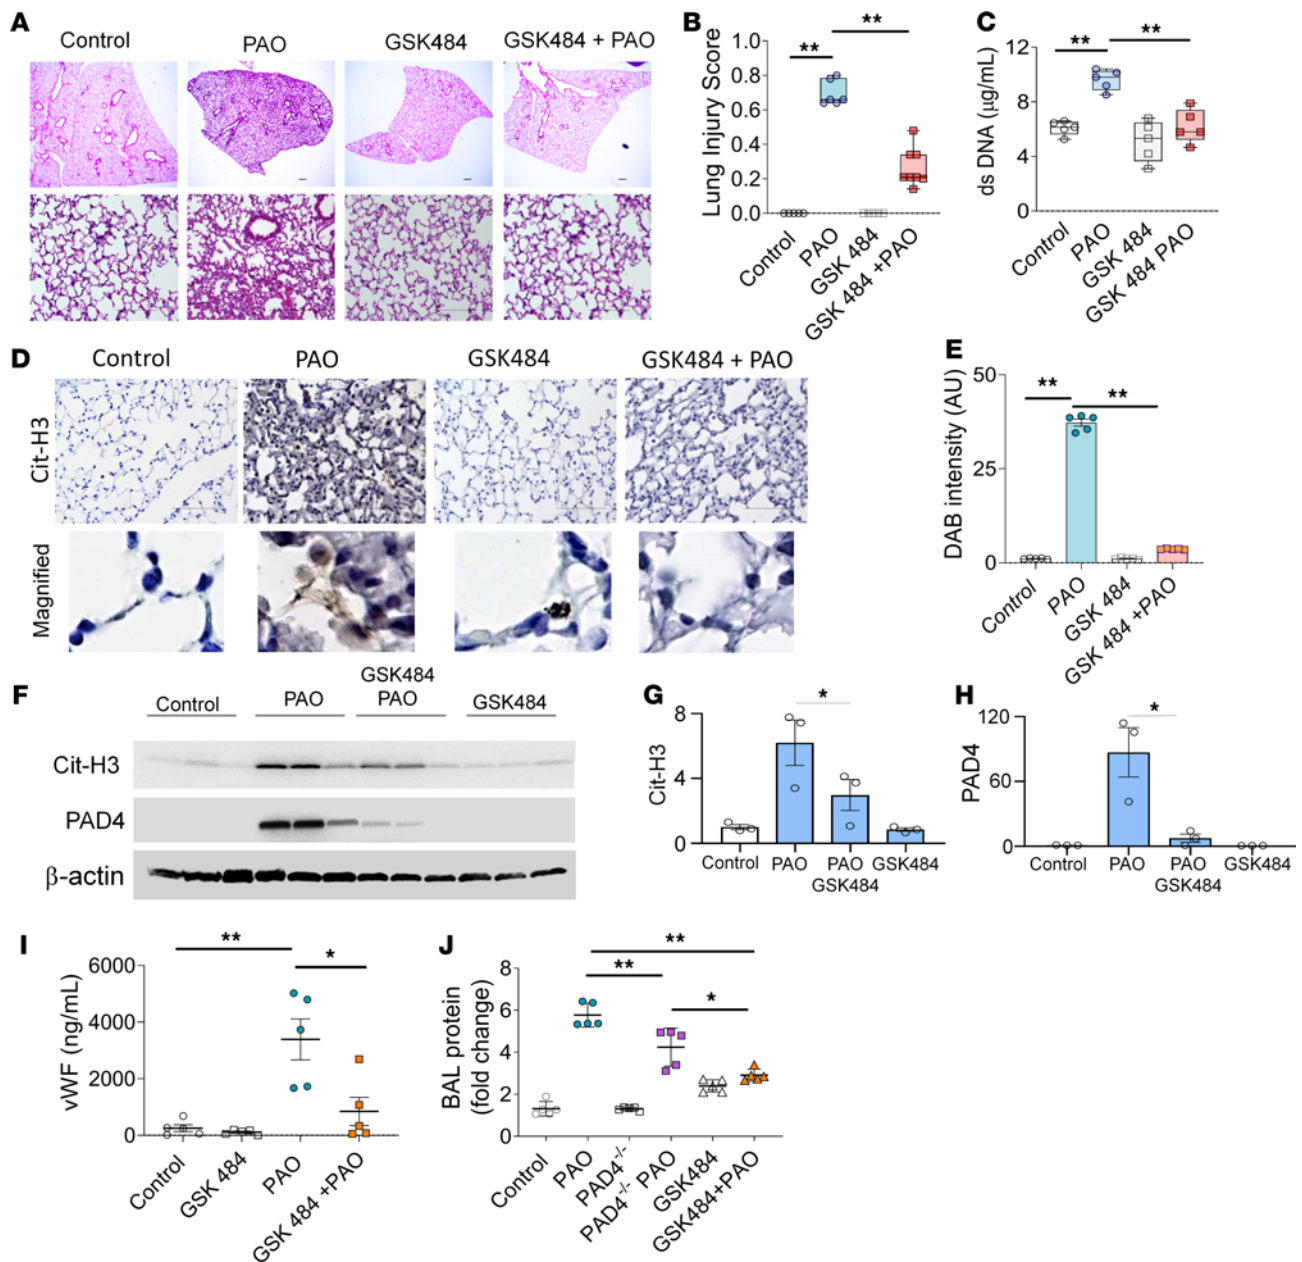 A
Control
PAO
GSK484
GSK484 + PAO
B
Lung Injury Score
1.0
0.8
0.6
0.4
0.2
0.0
**
**
Control
PAO
GSK 484
GSK 484 +PAO
C
ds DNA (μg/mL)
12
8
4
0
**
**
Control
PAO
GSK 484
GSK 484 PAO
D
Control
PAO
GSK484
GSK484 + PAO
Cit-H3
Magnified
E
DAB intensity (AU)
50
25
0
**
**
Control
PAO
GSK 484
GSK 484 +PAO
F
Control
PAO
GSK484
PAO
GSK484
Cit-H3
PAD4
β-actin
G
Cit-H3
8
4
0
*
Control
PAO
PAO
GSK484
GSK484
H
PAD4
120
60
0
*
Control
PAO
PAO
GSK484
GSK484
I
vWF (ng/mL)
6000
4000
2000
0
**
*
Control
GSK 484
PAO
GSK 484 +PAO
J
BAL protein
(fold change)
8
6
4
2
0
**
**
*
Control
PAO
PAD4-/-
PAD4-/- PAO
GSK484
GSK484+PAO